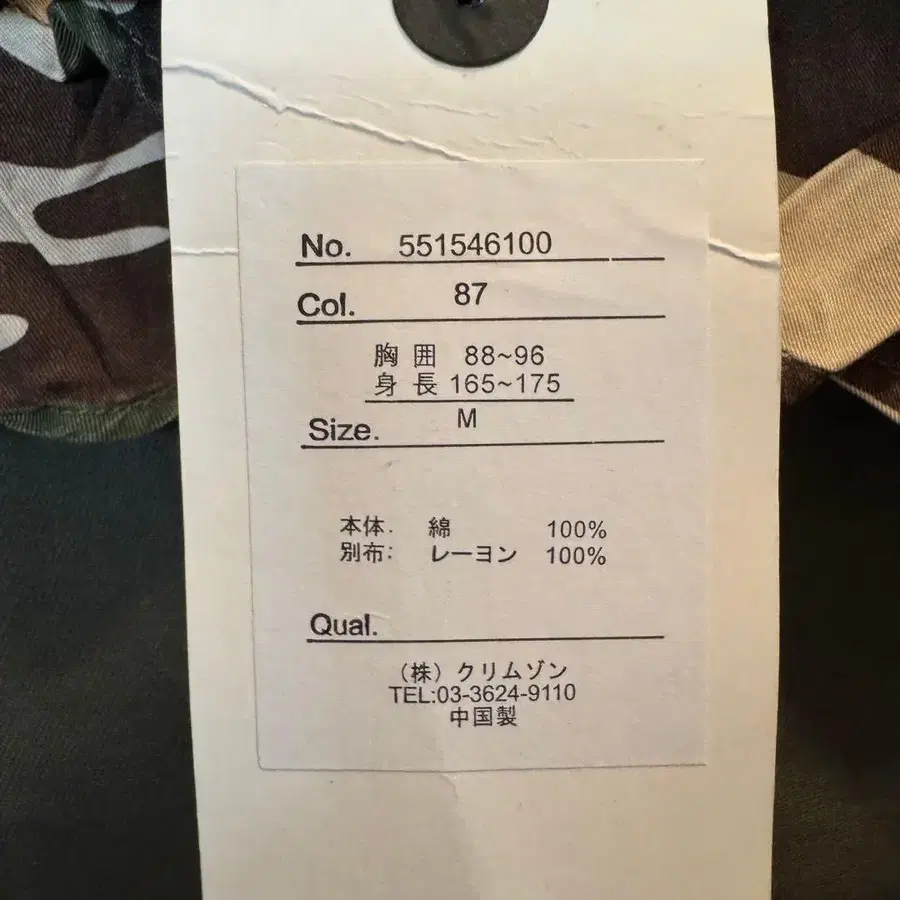 No. 551546100
Col. 87
胸囲 88~96
身長 165~175
Size. M
本体: 綿 100%
別布: レーヨン 100%
Qual.
（株）クリムゾン
TEL:03-3624-9110
中国製